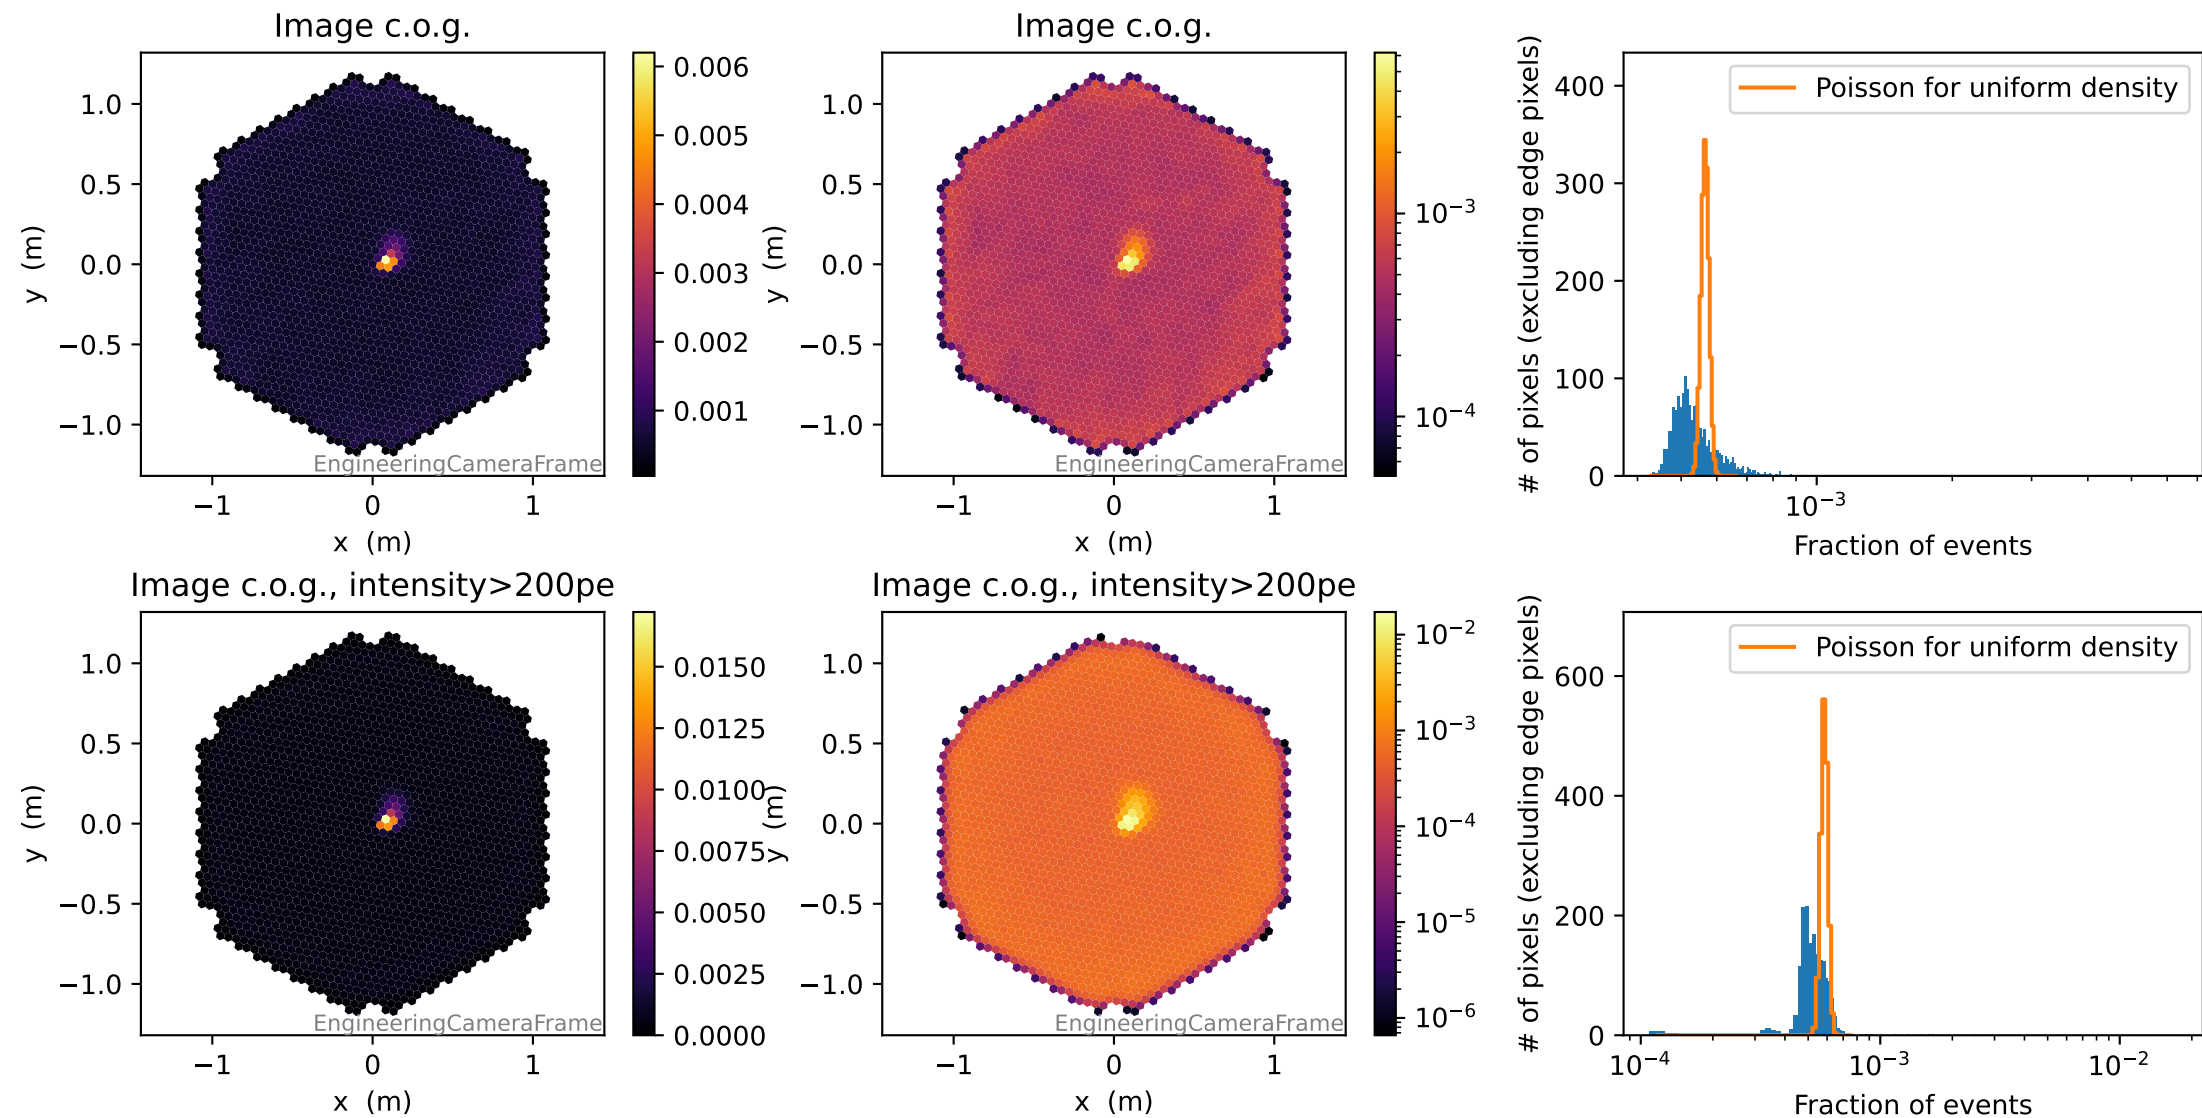 Image c.o.g.
1.0
0.5
0.0
−0.5
−1.0
y (m)
−1
0
1
x (m)
EngineeringCameraFrame
0.006
0.005
0.004
0.003
0.002
0.001
Image c.o.g.
1.0
0.5
0.0
−0.5
−1.0
y (m)
−1
0
1
x (m)
EngineeringCameraFrame
10⁻³
10⁻⁴
Poisson for uniform density
400
300
200
100
0
# of pixels (excluding edge pixels)
10⁻³
Fraction of events
Image c.o.g., intensity>200pe
1.0
0.5
0.0
−0.5
−1.0
y (m)
−1
0
1
x (m)
EngineeringCameraFrame
0.0150
0.0125
0.0100
0.0075
0.0050
0.0025
0.0000
Image c.o.g., intensity>200pe
1.0
0.5
0.0
−0.5
−1.0
y (m)
−1
0
1
x (m)
EngineeringCameraFrame
10⁻²
10⁻³
10⁻⁴
10⁻⁵
10⁻⁶
Poisson for uniform density
600
400
200
0
# of pixels (excluding edge pixels)
10⁻⁴
10⁻³
10⁻²
Fraction of events